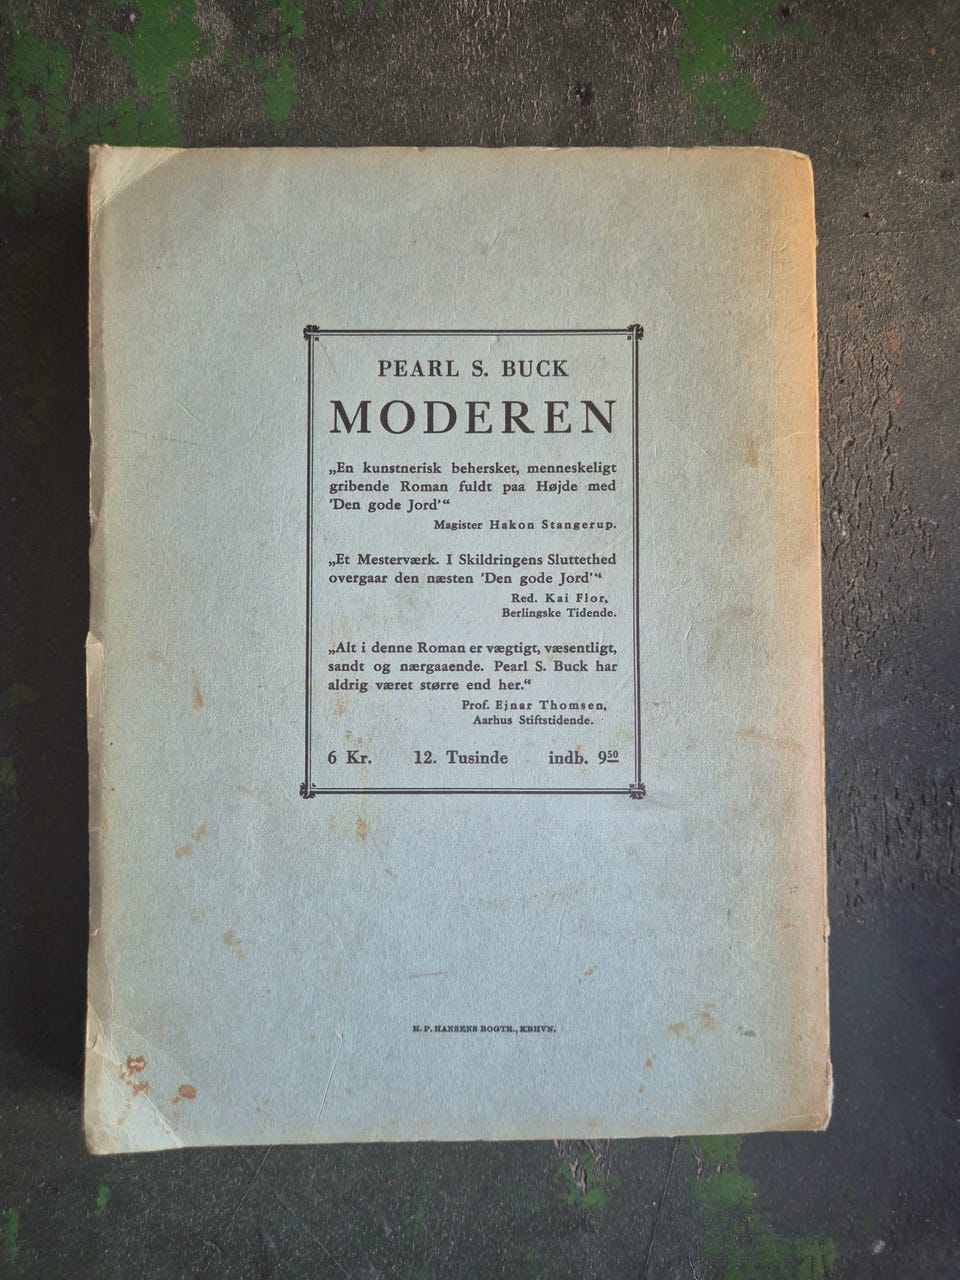 PEARL S. BUCK
MODEREN
„En kunstnerisk behersket, menneskeligt
gribende Roman fuldt paa Højde med
'Den gode Jord'“
Magister Hakon Stangerup.
„Et Mesterværk. I Skildringens Sluttethed
overgaar den næsten 'Den gode Jord'“
Red. Kai Flor,
Berlingske Tidende.
„Alt i denne Roman er vægtigt, væsentligt,
sandt og nærgaaende. Pearl S. Buck har
aldrig været større end her.“
Prof. Ejnar Thomsen,
Aarhus Stiftstidende.
6 Kr. 12. Tusinde indb. 9⁵⁰
H. P. HANSENS BOGTR., KBHVN.